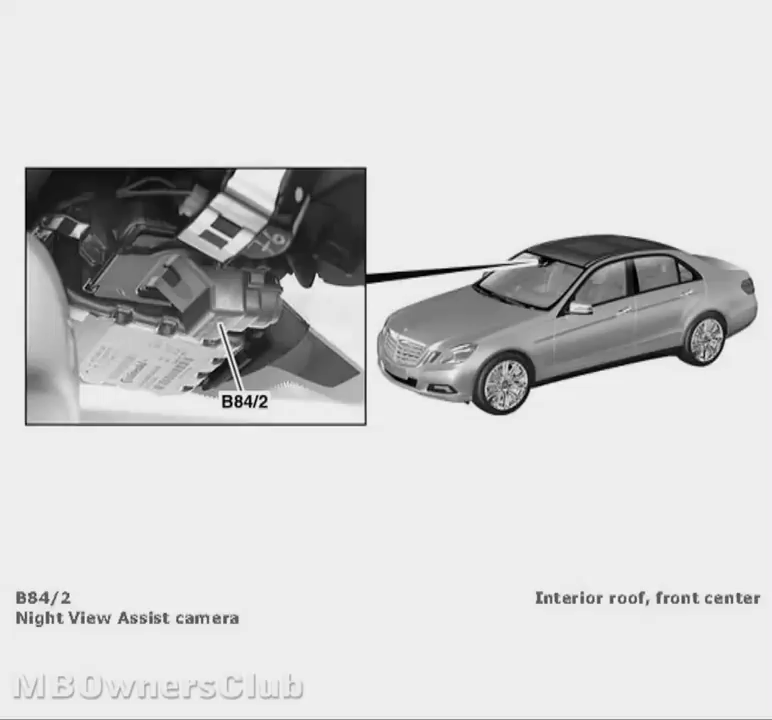 B84/2
B84/2
Night View Assist camera
Interior roof, front center
MBOwnersClub